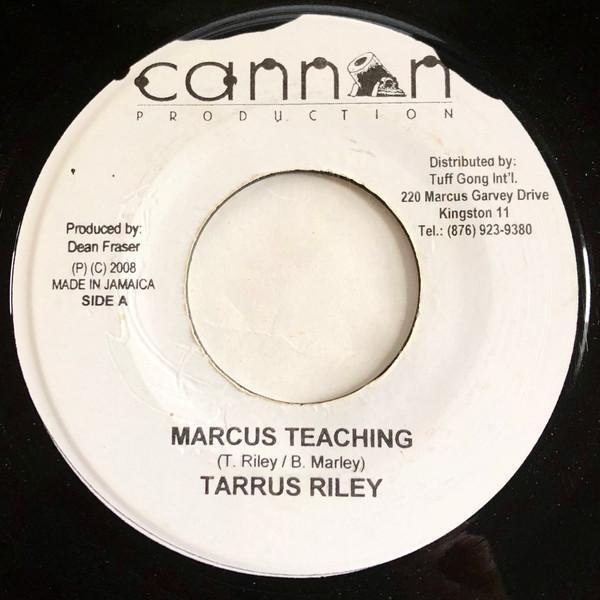 cannon
PRODUCTION
Distributed by:
Tuff Gong Int'l.
220 Marcus Garvey Drive
Kingston 11
Tel.: (876) 923-9380
Produced by:
Dean Fraser
(P) (C) 2008
MADE IN JAMAICA
SIDE A
MARCUS TEACHING
(T. Riley / B. Marley)
TARRUS RILEY